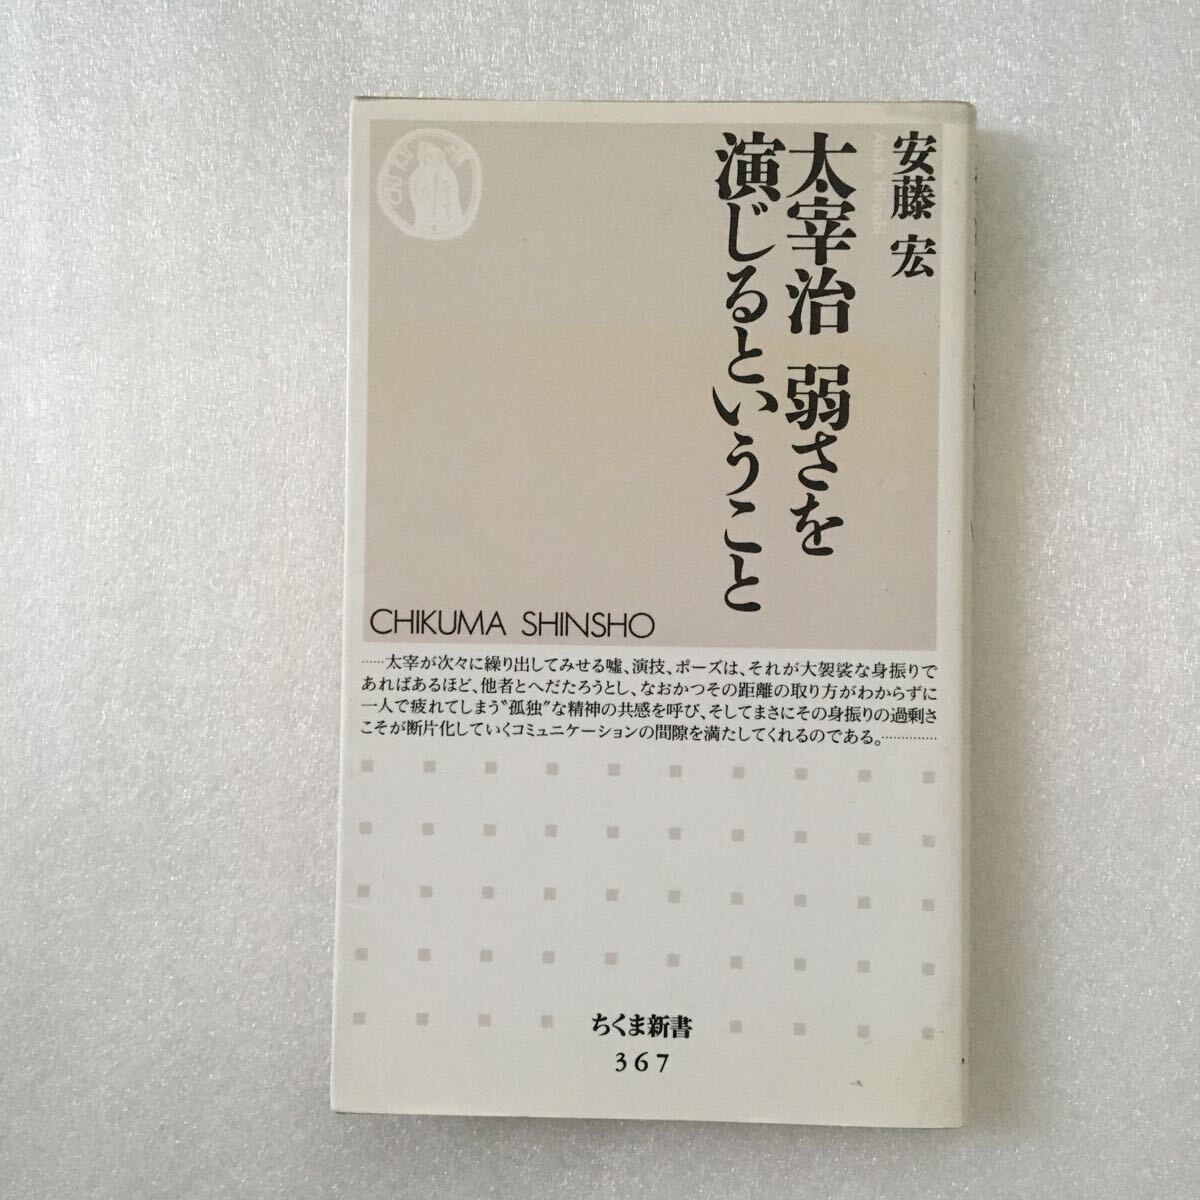 安藤 宏
Ando Hiroshi
太宰治 弱さを
演じるということ
CHIKUMA SHINSHO
……太宰が次々に繰り出してみせる嘘、演技、ポーズは、それが大袈裟な身振りで
あればあるほど、他者とへだたろうとし、なおかつその距離の取り方がわからずに
一人で疲れてしまう〝孤独〟な精神の共感を呼び、そしてまさにその身振りの過剰さ
こそが断片化していくコミュニケーションの間隙を満たしてくれるのである。…………
ちくま新書
367